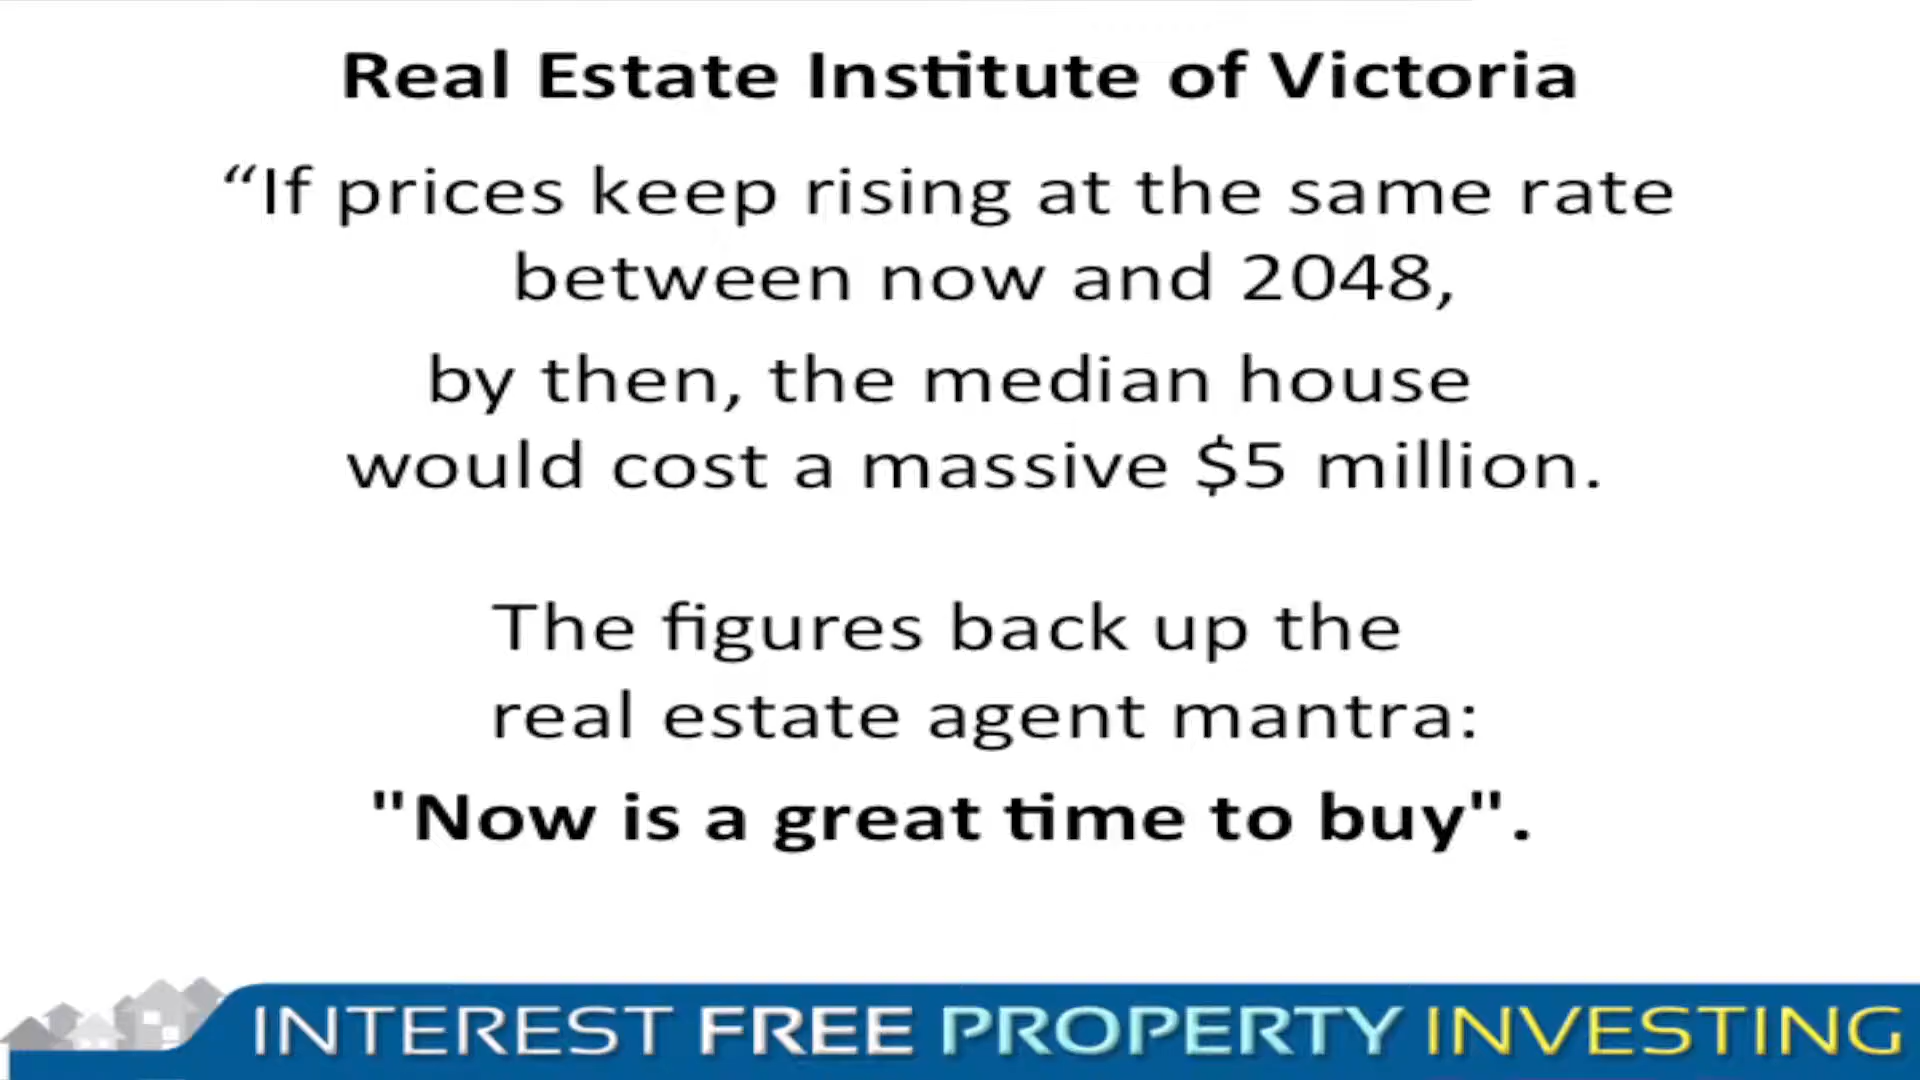 Real Estate Institute of Victoria
“If prices keep rising at the same rate
between now and 2048,
by then, the median house
would cost a massive $5 million.
The figures back up the
real estate agent mantra:
"Now is a great time to buy".
INTEREST FREE PROPERTY INVESTING